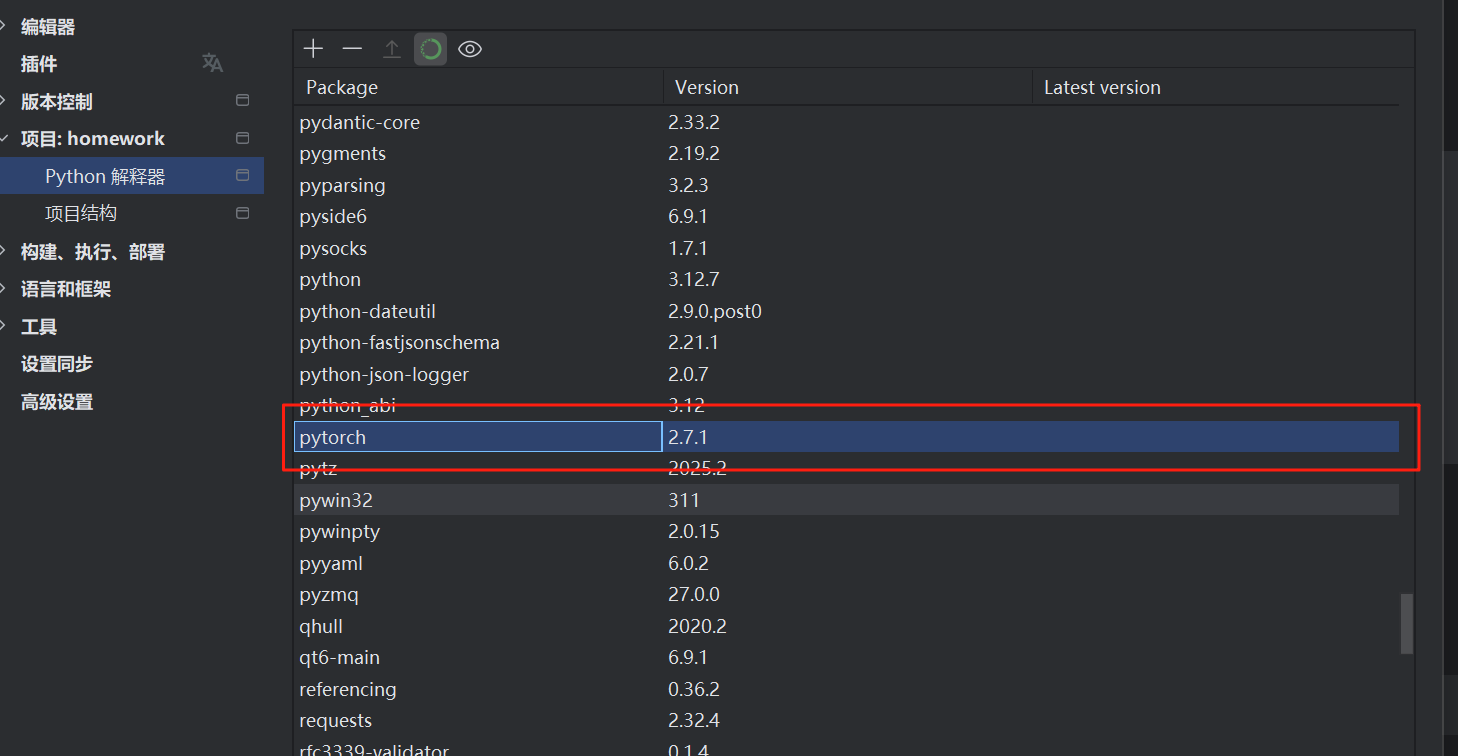 编辑器
插件
版本控制
项目: homework
Python 解释器
项目结构
构建、执行、部署
语言和框架
工具
设置同步
高级设置
Package Version Latest version
pydantic-core 2.33.2
pygments 2.19.2
pyparsing 3.2.3
pyside6 6.9.1
pysocks 1.7.1
python 3.12.7
python-dateutil 2.9.0.post0
python-fastjsonschema 2.21.1
python-json-logger 2.0.7
python_abi 3.12
pytorch 2.7.1
pytz 2025.2
pywin32 311
pywinpty 2.0.15
pyyaml 6.0.2
pyzmq 27.0.0
qhull 2020.2
qt6-main 6.9.1
referencing 0.36.2
requests 2.32.4
rfc3339-validator 0.1.4